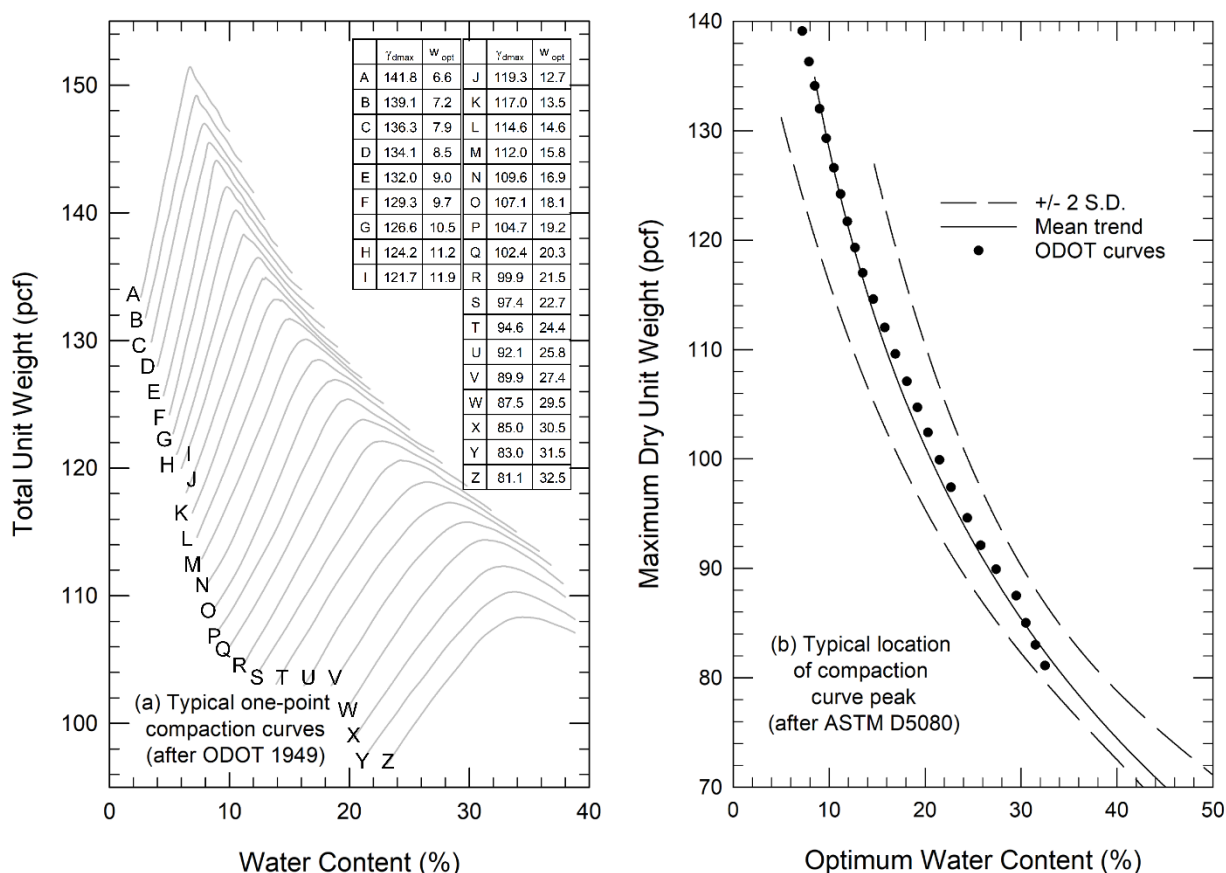 Total Unit Weight (pcf)
150
140
130
120
110
100
0 10 20 30 40
Water Content (%)
γdmax wopt
A 141.8 6.6
B 139.1 7.2
C 136.3 7.9
D 134.1 8.5
E 132.0 9.0
F 129.3 9.7
G 126.6 10.5
H 124.2 11.2
I 121.7 11.9
γdmax wopt
J 119.3 12.7
K 117.0 13.5
L 114.6 14.6
M 112.0 15.8
N 109.6 16.9
O 107.1 18.1
P 104.7 19.2
Q 102.4 20.3
R 99.9 21.5
S 97.4 22.7
T 94.6 24.4
U 92.1 25.8
V 89.9 27.4
W 87.5 29.5
X 85.0 30.5
Y 83.0 31.5
Z 81.1 32.5
A
B
C
D
E
F
G
H
I
J
K
L
M
N
O
P
Q
R
S
T
U
V
W
X
Y
Z
(a) Typical one-point
compaction curves
(after ODOT 1949)
Maximum Dry Unit Weight (pcf)
140
130
120
110
100
90
80
70
0 10 20 30 40 50
Optimum Water Content (%)
+/- 2 S.D.
Mean trend
ODOT curves
(b) Typical location
of compaction
curve peak
(after ASTM D5080)